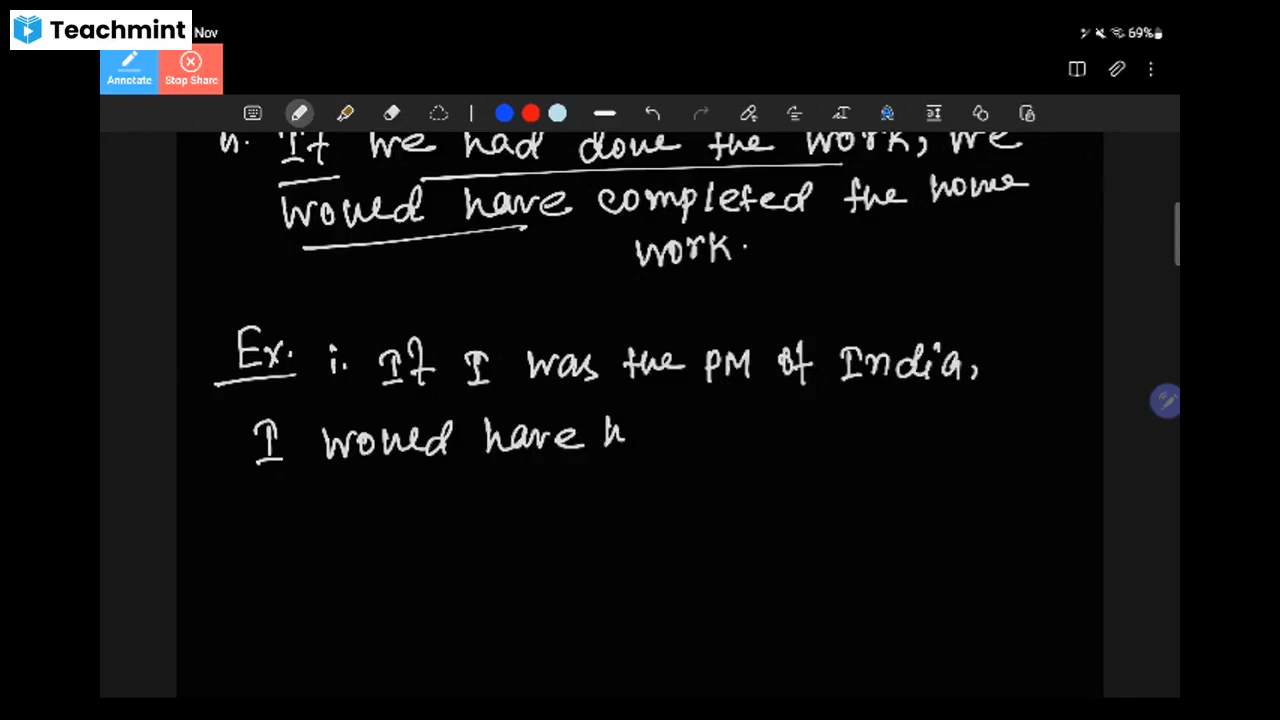 Teachmint
Nov
69%
Annotate
Stop Share
n. If we had done the work, we
would have completed the home
work.
Ex. i. If I was the PM of India,
I would have h